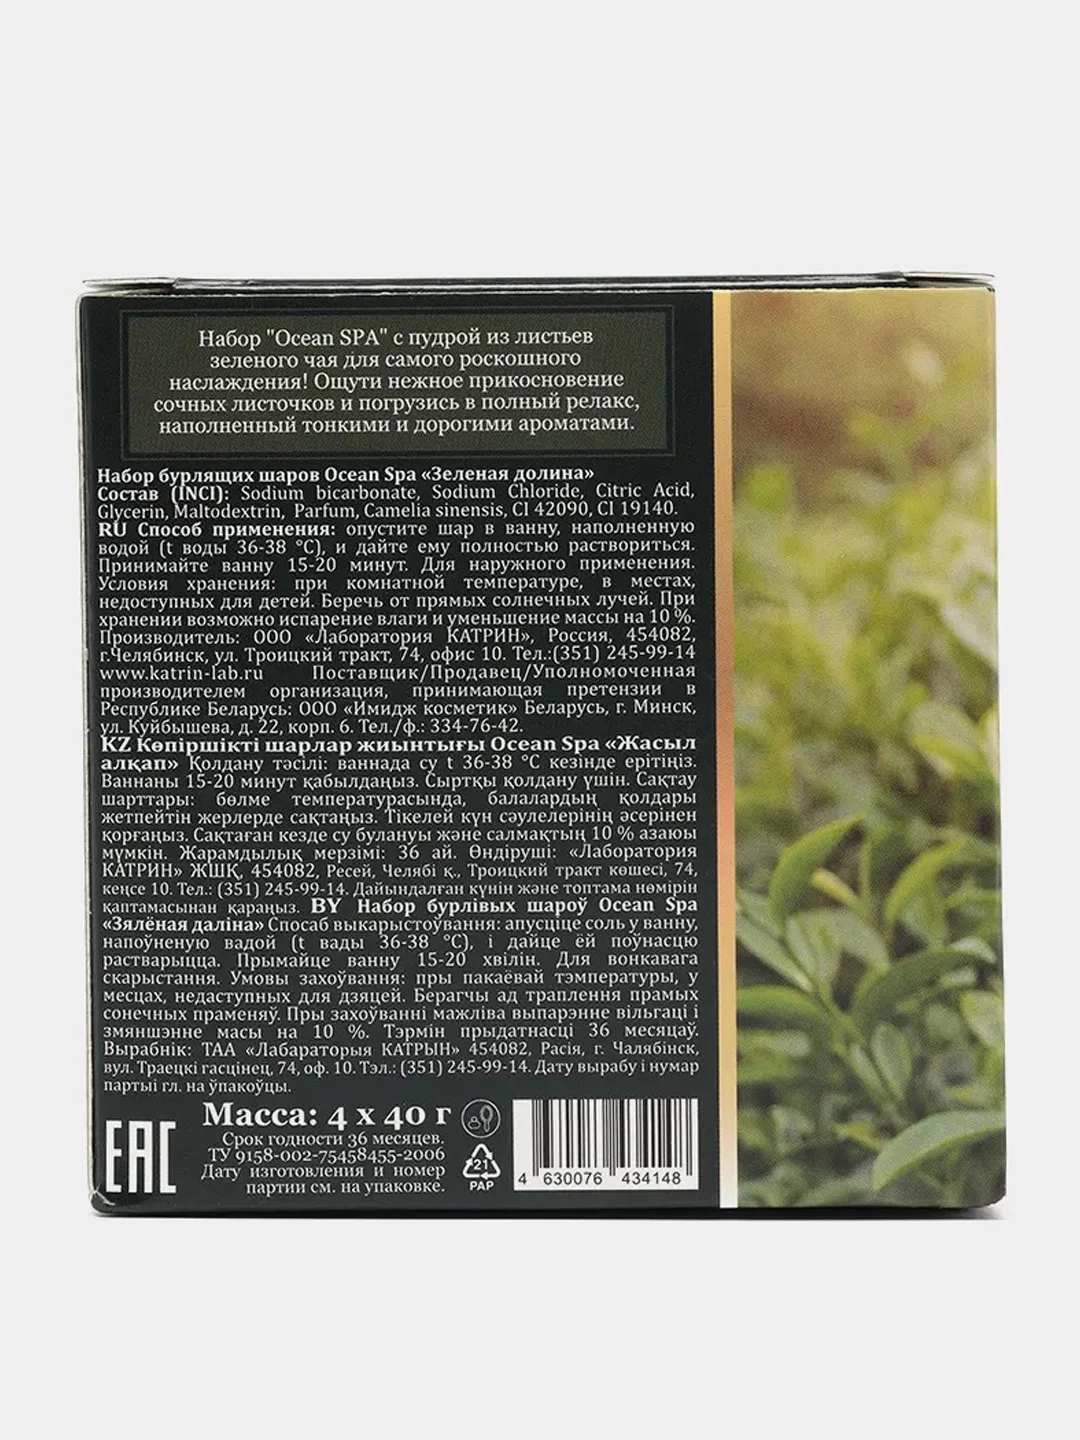 Набор "Ocean SPA" с пудрой из листьев
зеленого чая для самого роскошного
наслаждения! Ощути нежное прикосновение
сочных листочков и погрузись в полный релакс,
наполненный тонкими и дорогими ароматами.
Набор бурлящих шаров Ocean Spa «Зеленая долина»
Состав (INCI): Sodium bicarbonate, Sodium Chloride, Citric Acid,
Glycerin, Maltodextrin, Parfum, Camelia sinensis, CI 42090, CI 19140.
RU Способ применения: опустите шар в ванну, наполненную
водой (t воды 36-38 °C), и дайте ему полностью раствориться.
Принимайте ванну 15-20 минут. Для наружного применения.
Условия хранения: при комнатной температуре, в местах,
недоступных для детей. Беречь от прямых солнечных лучей. При
хранении возможно испарение влаги и уменьшение массы на 10 %.
Производитель: ООО «Лаборатория КАТРИН», Россия, 454082,
г.Челябинск, ул. Троицкий тракт, 74, офис 10. Тел.:(351) 245-99-14
www.katrin-lab.ru Поставщик/Продавец/Уполномоченная
производителем организация, принимающая претензии в
Республике Беларусь: ООО «Имидж косметик» Беларусь, г. Минск,
ул. Куйбышева, д. 22, корп. 6. Тел./ф.: 334-76-42.
KZ Көпіршікті шарлар жиынтығы Ocean Spa «Жасыл
алқап» Қолдану тәсілі: ваннада су t 36-38 °C кезінде ерітіңіз.
Ваннаны 15-20 минут қабылдаңыз. Сыртқы қолдану үшін. Сақтау
шарттары: бөлме температурасында, балалардың қолдары
жетпейтін жерлерде сақтаңыз. Тікелей күн сәулелерінің әсерінен
қорғаңыз. Сақтаған кезде су булануы және салмақтың 10 % азаюы
мүмкін. Жарамдылық мерзімі: 36 ай. Өндіруші: «Лаборатория
КАТРИН» ЖШҚ, 454082, Ресей, Челябі қ., Троицкий тракт көшесі, 74,
кеңсе 10. Тел.: (351) 245-99-14. Дайындалған күнін және топтама нөмірін
қаптамасынан қараңыз. BY Набор бурлівых шароў Ocean Spa
«Зялёная даліна» Спосаб выкарыстоўвання: апусціце соль у ванну,
напоўненую вадой (t вады 36-38 °C), і дайце ёй поўнасцю
растварыцца. Прымайце ванну 15-20 хвілін. Для вонкавага
скарыстання. Умовы захоўвання: пры пакаёвай тэмпературы, у
месцах, недаступных для дзяцей. Берагчы ад траплення прамых
сонечных праменяў. Пры захоўванні мажліва выпарэнне вільгаці і
змяншэнне масы на 10 %. Тэрмін прыдатнасці 36 месяцаў.
Вырабнік: ТАА «Лабараторыя КАТРЫН» 454082, Расія, г. Чалябінск,
вул. Траецкі гасцінец, 74, оф. 10. Тэл.: (351) 245-99-14. Дату вырабу і нумар
партыі гл. на ўпакоўцы.
Масса: 4 x 40 г
Срок годности 36 месяцев.
ТУ 9158-002-75458455-2006
Дату изготовления и номер
партии см. на упаковке.
EAC
21
PAP
4 630076 434148